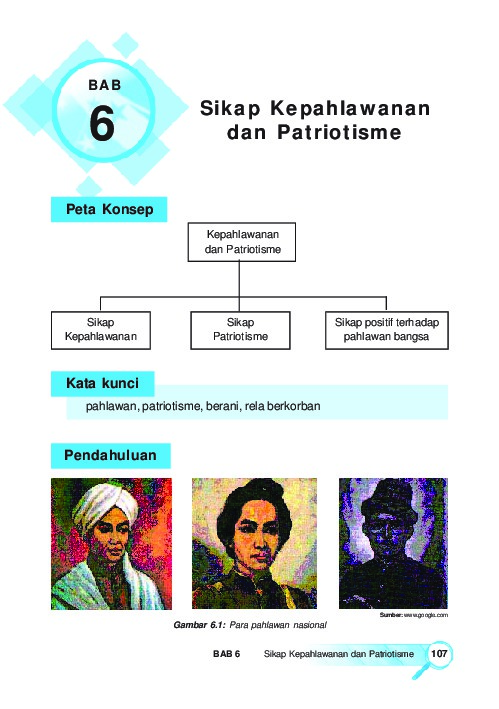 BAB
6
Sikap Kepahlawanan
dan Patriotisme
Peta Konsep
Kepahlawanan
dan Patriotisme
Sikap
Kepahlawanan
Sikap
Patriotisme
Sikap positif terhadap
pahlawan bangsa
Kata kunci
pahlawan, patriotisme, berani, rela berkorban
Pendahuluan
Sumber: www.google.com
Gambar 6.1: Para pahlawan nasional
BAB 6 Sikap Kepahlawanan dan Patriotisme 107